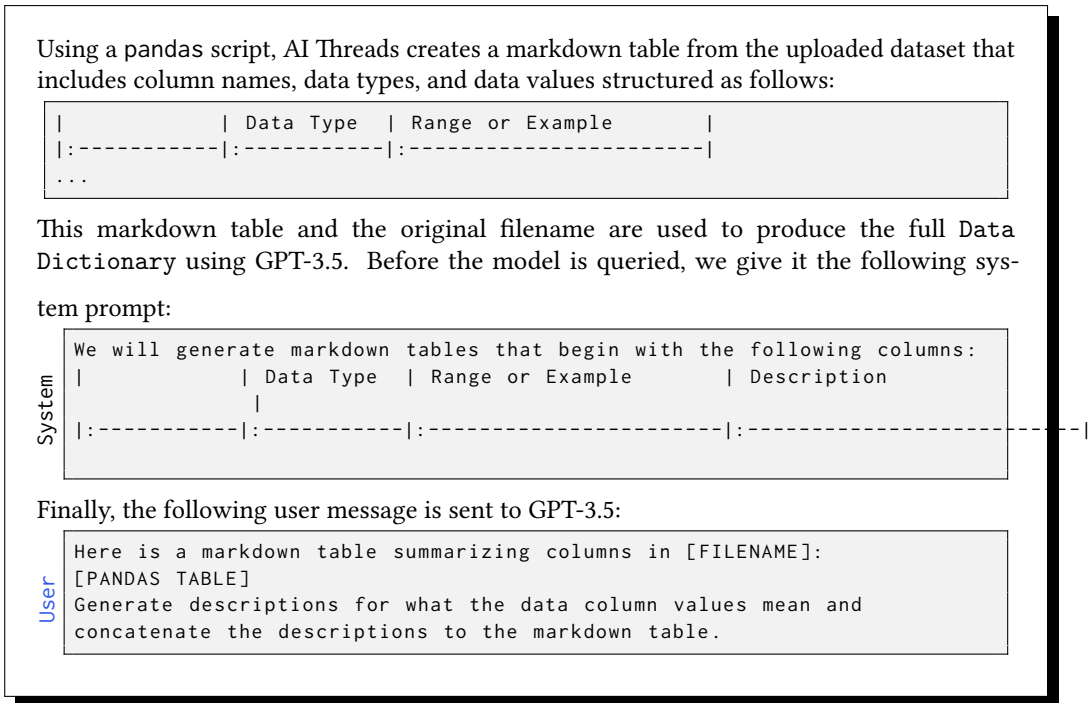 Using a pandas script, AI Threads creates a markdown table from the uploaded dataset that
includes column names, data types, and data values structured as follows:
|            | Data Type  | Range or Example       |
|:-----------|:-----------|:-----------------------|
...
This markdown table and the original filename are used to produce the full Data
Dictionary using GPT-3.5. Before the model is queried, we give it the following sys-
tem prompt:
System
We will generate markdown tables that begin with the following columns:
|            | Data Type  | Range or Example       | Description
|
|:-----------|:-----------|:-----------------------|:--------------------------|
Finally, the following user message is sent to GPT-3.5:
User
Here is a markdown table summarizing columns in [FILENAME]:
[PANDAS TABLE]
Generate descriptions for what the data column values mean and
concatenate the descriptions to the markdown table.